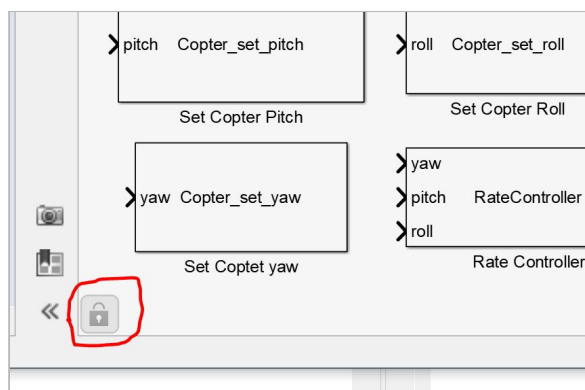 pitch Copter_set_pitch
roll Copter_set_roll
Set Copter Pitch
Set Copter Roll
yaw Copter_set_yaw
yaw
pitch RateController
roll
Set Coptet yaw
Rate Controller